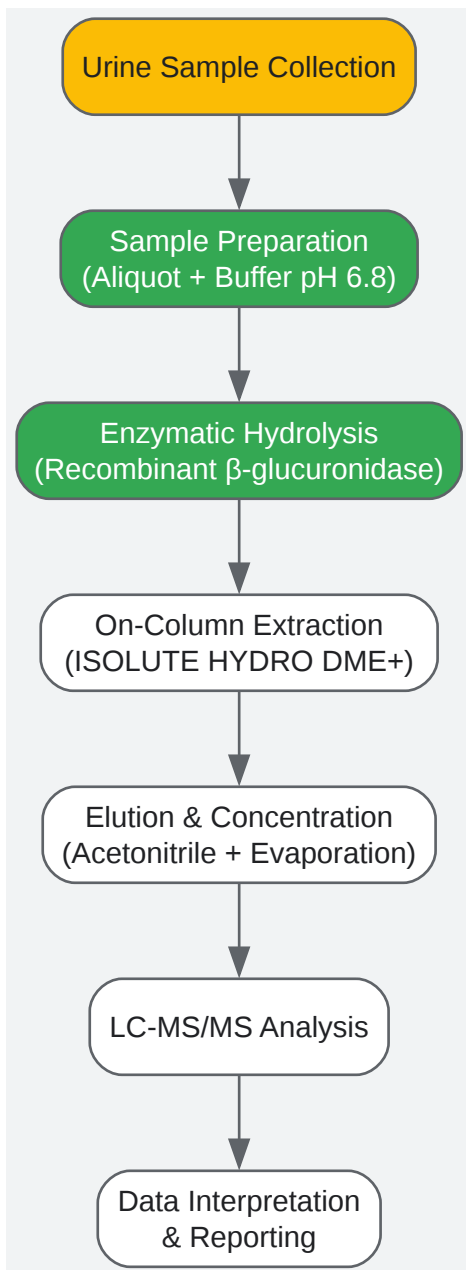 Urine Sample Collection
Sample Preparation
(Aliquot + Buffer pH 6.8)
Enzymatic Hydrolysis
(Recombinant β-glucuronidase)
On-Column Extraction
(ISOLUTE HYDRO DME+)
Elution & Concentration
(Acetonitrile + Evaporation)
LC-MS/MS Analysis
Data Interpretation
& Reporting